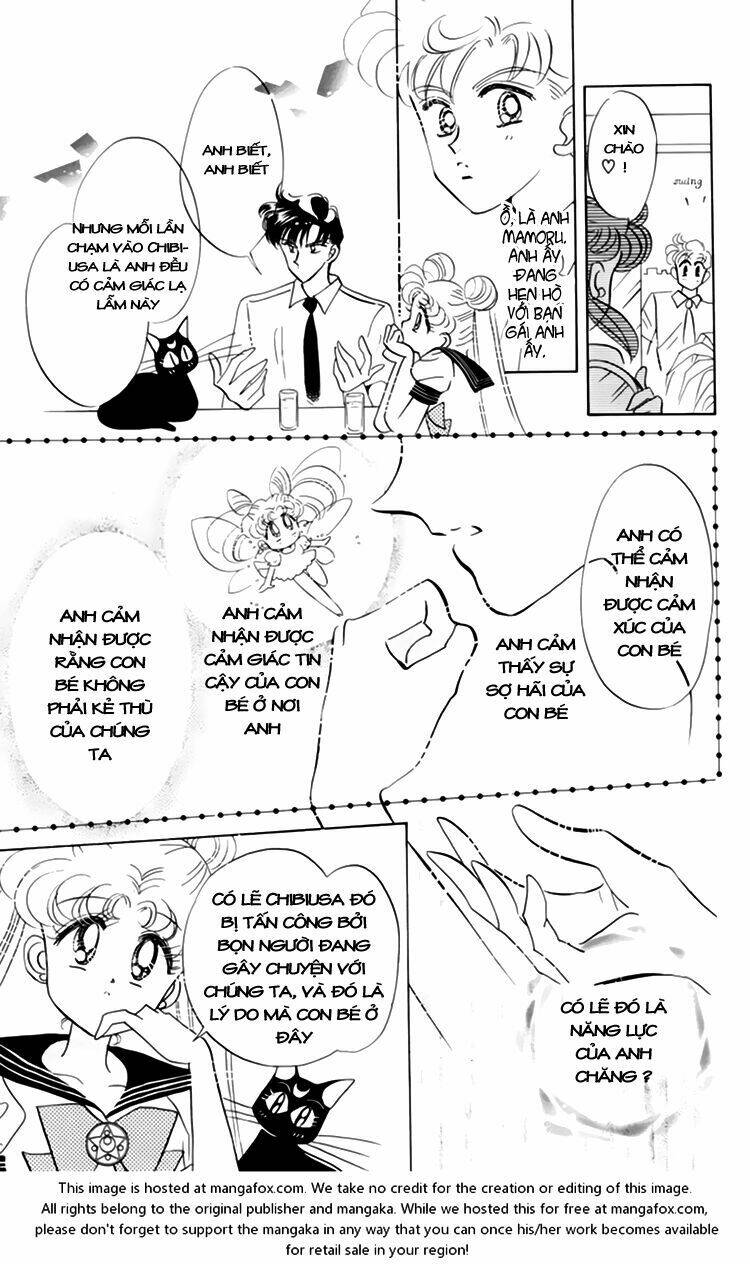 XIN
CHÀO
♡ !
swing
Ồ, LÀ ANH
MAMORU.
ANH ẤY
ĐANG
HẸN HÒ
VỚI BẠN
GÁI ANH
ẤY.
ANH BIẾT,
ANH BIẾT
NHƯNG MỖI LẦN
CHẠM VÀO CHIBI-
USA LÀ ANH ĐỀU
CÓ CẢM GIÁC LẠ
LẮM NÀY
ANH CÓ
THỂ CẢM
NHẬN
ĐƯỢC CẢM
XÚC CỦA
CON BÉ
ANH CẢM
THẤY SỰ
SỢ HÃI CỦA
CON BÉ
ANH CẢM
NHẬN ĐƯỢC
CẢM GIÁC TIN
CẬY CỦA CON
BÉ Ở NƠI
ANH
ANH CẢM
NHẬN ĐƯỢC
RẰNG CON
BÉ KHÔNG
PHẢI KẺ THÙ
CỦA CHÚNG
TA
CÓ LẼ ĐÓ LÀ
NĂNG LỰC
CỦA ANH
CHĂNG ?
CÓ LẼ CHIBIUSA ĐÓ
BỊ TẤN CÔNG BỞI
BỌN NGƯỜI ĐANG
GÂY CHUYỆN VỚI
CHÚNG TA, VÀ ĐÓ LÀ
LÝ DO MÀ CON BÉ Ở
ĐÂY
This image is hosted at mangafox.com. We take no credit for the creation or editing of this image.
All rights belong to the original publisher and mangaka. While we hosted this for free at mangafox.com,
please don't forget to support the mangaka in any way that you can once his/her work becomes available
for retail sale in your region!